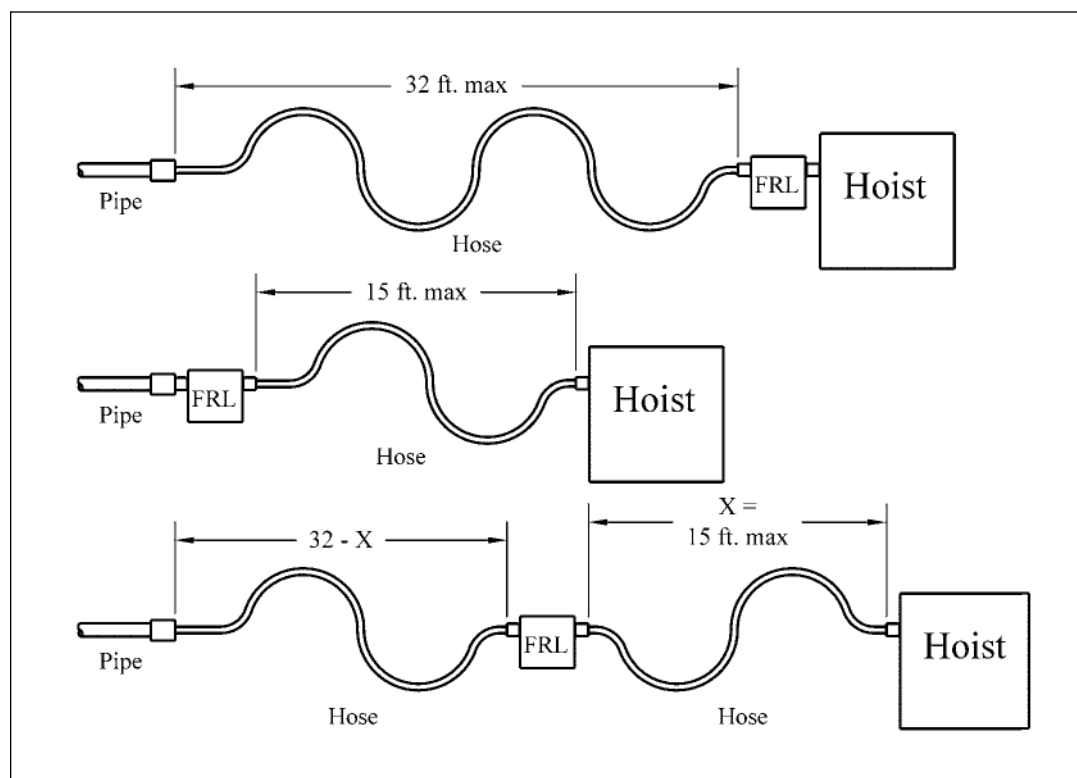 32 ft. max
Pipe
FRL
Hoist
Hose
15 ft. max
Pipe
FRL
Hoist
Hose
32 - X
X =
15 ft. max
Pipe
FRL
Hoist
Hose
Hose